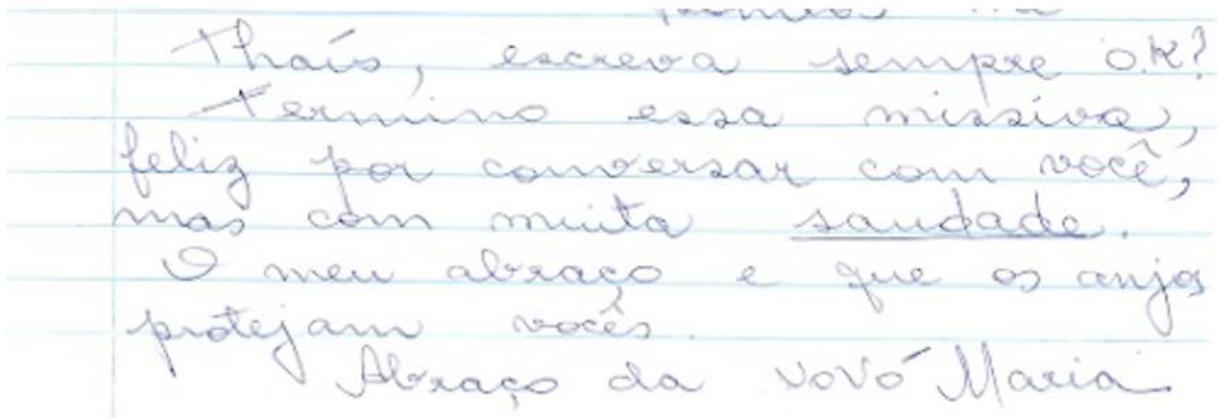 Thaís, escreva sempre O.K?
Termino essa missiva,
feliz por conversar com você,
mas com muita saudade.
O meu abraço e que os anjos
protejam vocês.
Abraço da vovó Maria